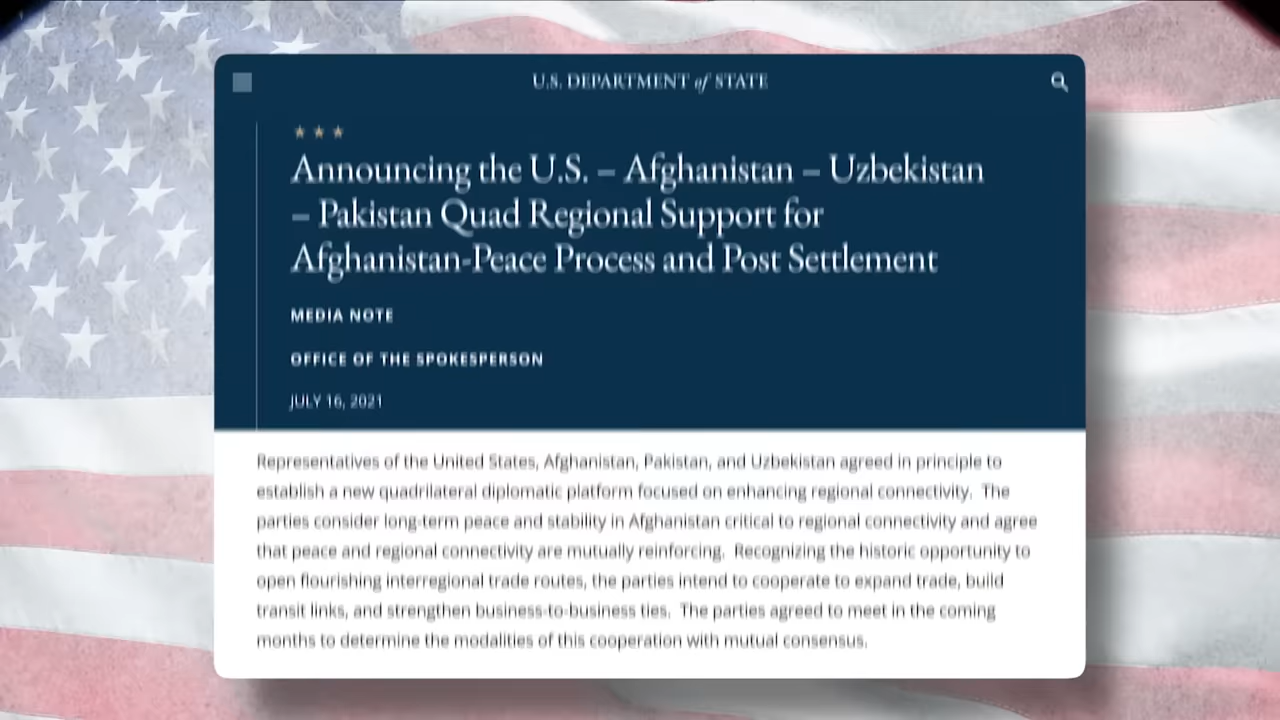 U.S. DEPARTMENT of STATE
Announcing the U.S. – Afghanistan – Uzbekistan
– Pakistan Quad Regional Support for
Afghanistan-Peace Process and Post Settlement
MEDIA NOTE
OFFICE OF THE SPOKESPERSON
JULY 16, 2021
Representatives of the United States, Afghanistan, Pakistan, and Uzbekistan agreed in principle to
establish a new quadrilateral diplomatic platform focused on enhancing regional connectivity.  The
parties consider long-term peace and stability in Afghanistan critical to regional connectivity and agree
that peace and regional connectivity are mutually reinforcing.  Recognizing the historic opportunity to
open flourishing interregional trade routes, the parties intend to cooperate to expand trade, build
transit links, and strengthen business-to-business ties.  The parties agreed to meet in the coming
months to determine the modalities of this cooperation with mutual consensus.